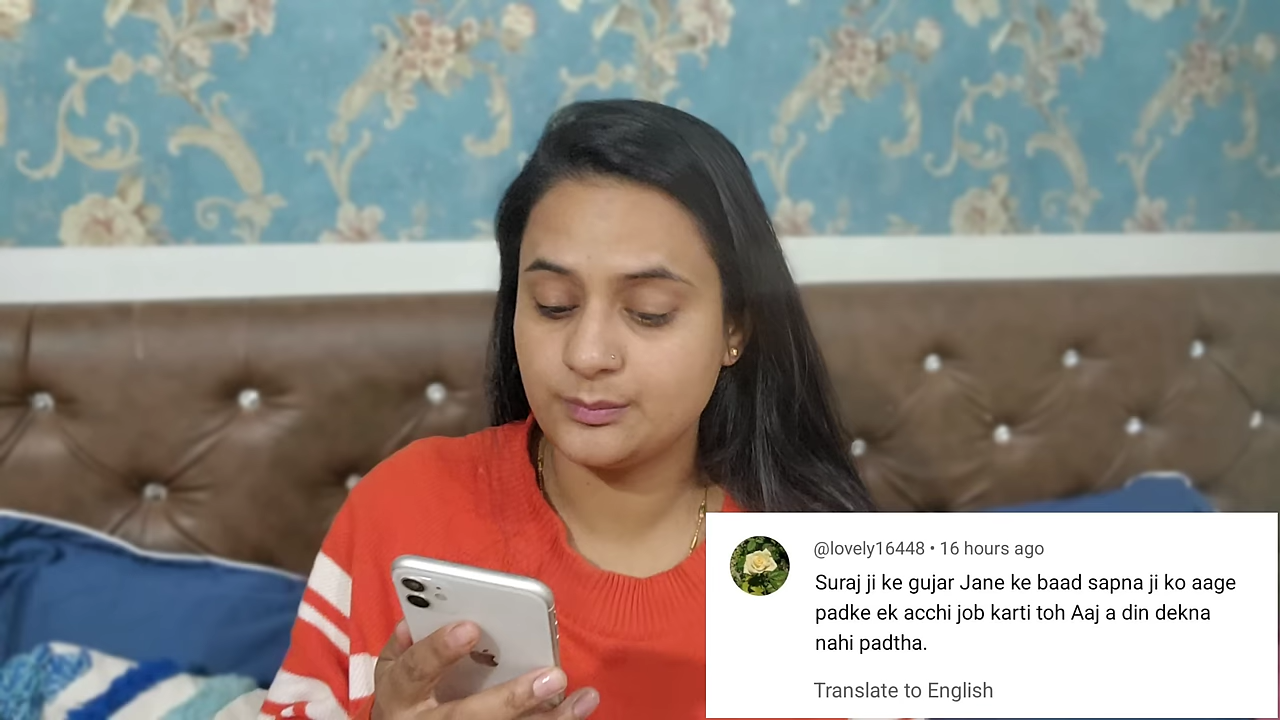 @lovely16448 • 16 hours ago
Suraj ji ke gujar Jane ke baad sapna ji ko aage
padke ek acchi job karti toh Aaj a din dekna
nahi padtha.
Translate to English